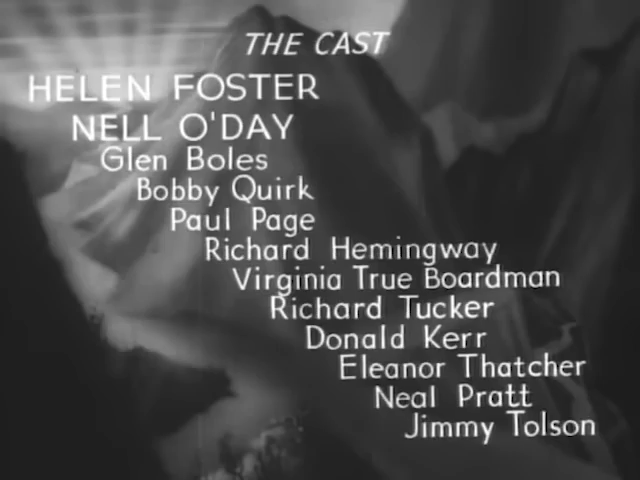 THE CAST
HELEN FOSTER
NELL O'DAY
Glen Boles
Bobby Quirk
Paul Page
Richard Hemingway
Virginia True Boardman
Richard Tucker
Donald Kerr
Eleanor Thatcher
Neal Pratt
Jimmy Tolson